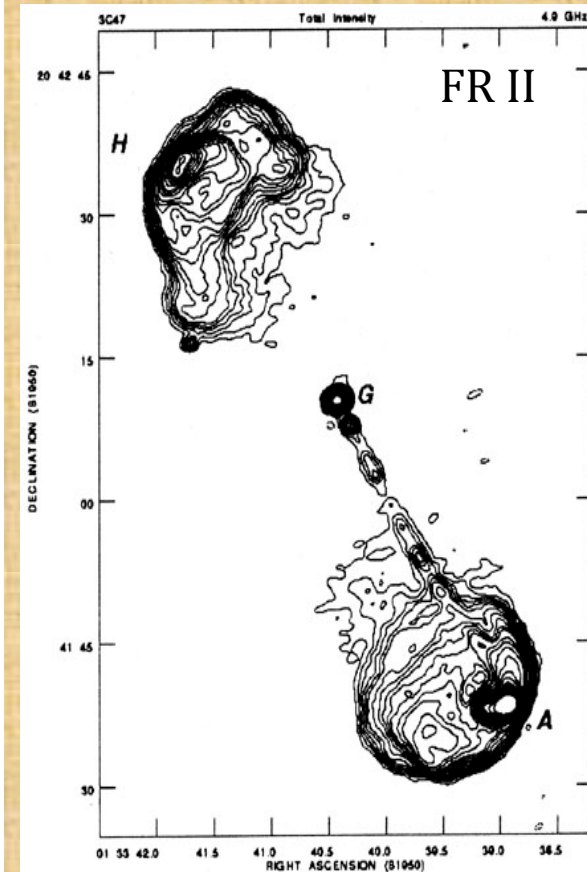 3C47 Total Intensity 4.9 GHz
FR II
20 42 45
H
30
15
G
00
41 45
A
30
DECLINATION (B1950)
01 33 42.0 41.5 41.0 40.5 40.0 39.5 39.0 38.5
RIGHT ASCENSION (B1950)